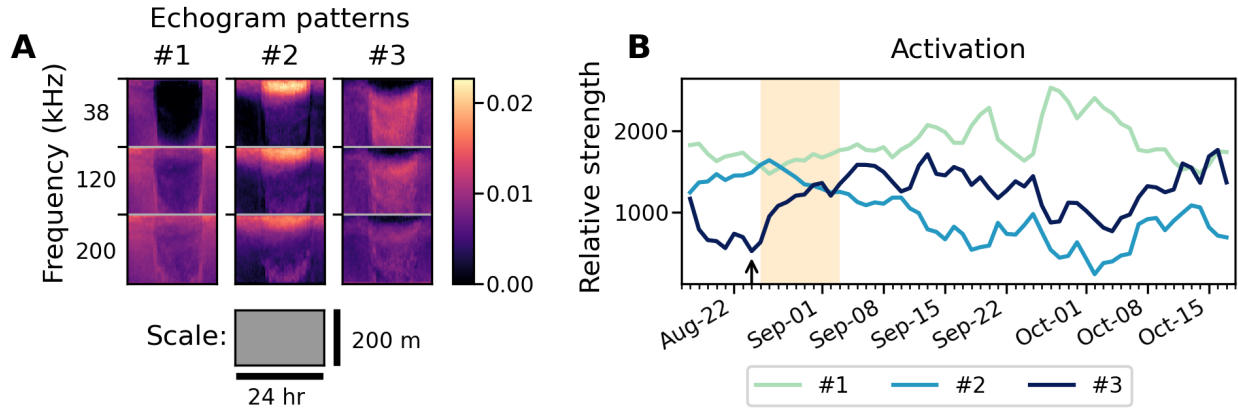 A
Echogram patterns
#1 #2 #3
Frequency (kHz)
38
120
200
0.02
0.01
0.00
Scale:
200 m
24 hr
B
Activation
Relative strength
2000
1000
Aug-22
Sep-01
Sep-08
Sep-15
Sep-22
Oct-01
Oct-08
Oct-15
#1 #2 #3